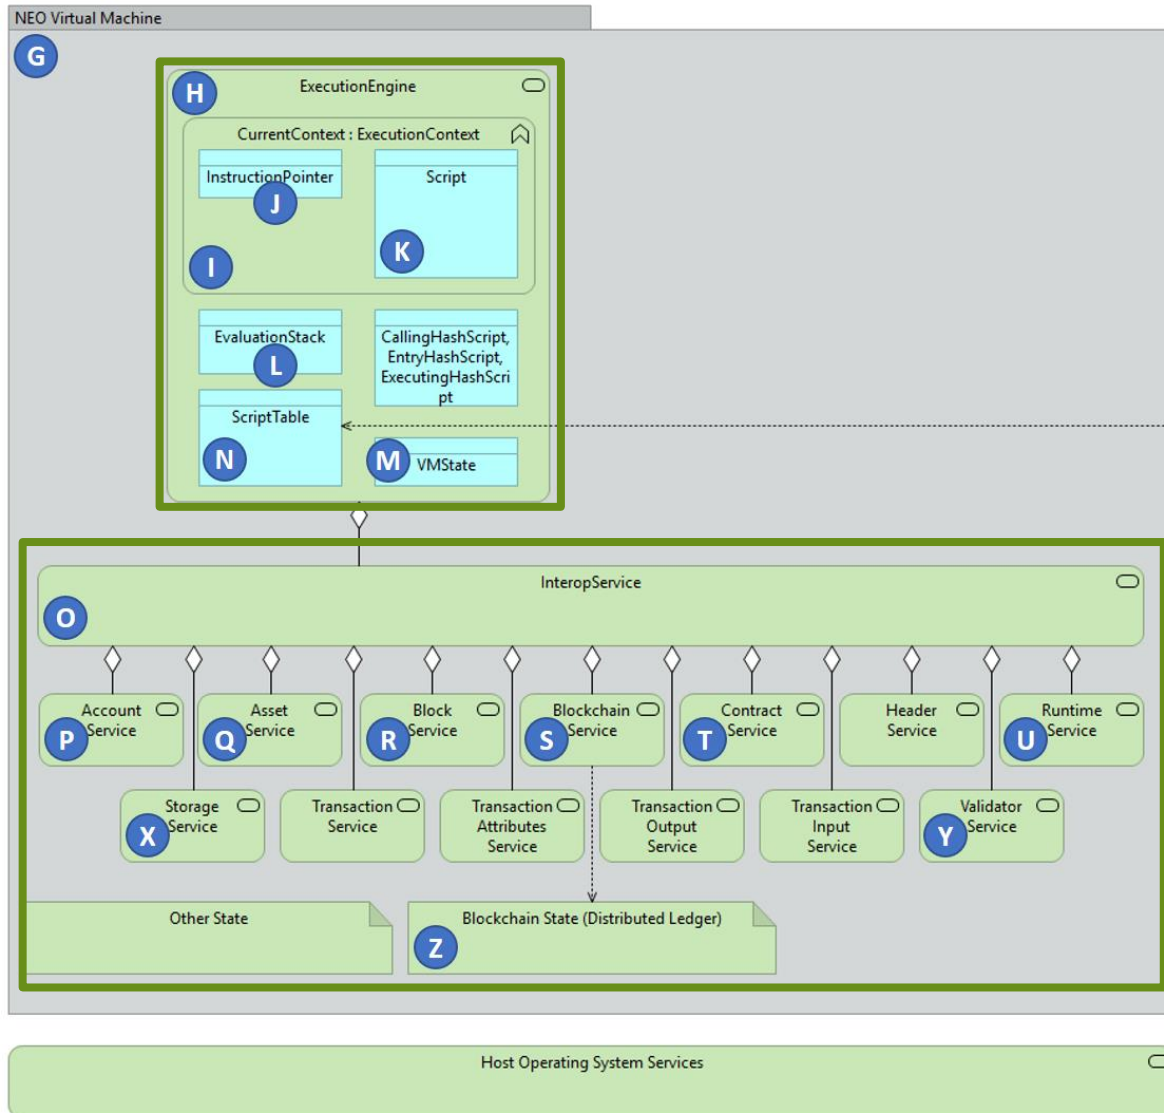 NEO Virtual Machine
G
H
ExecutionEngine
CurrentContext : ExecutionContext
InstructionPointer
J
Script
K
I
EvaluationStack
L
CallingHashScript,
EntryHashScript,
ExecutingHashScri
pt
ScriptTable
N
M
VMState
InteropService
O
Account
Service
P
Asset
Service
Q
Block
Service
R
Blockchain
Service
S
Contract
Service
T
Header
Service
Runtime
Service
U
Storage
Service
X
Transaction
Service
Transaction
Attributes
Service
Transaction
Output
Service
Transaction
Input
Service
Validator
Service
Y
Other State
Blockchain State (Distributed Ledger)
Z
Host Operating System Services